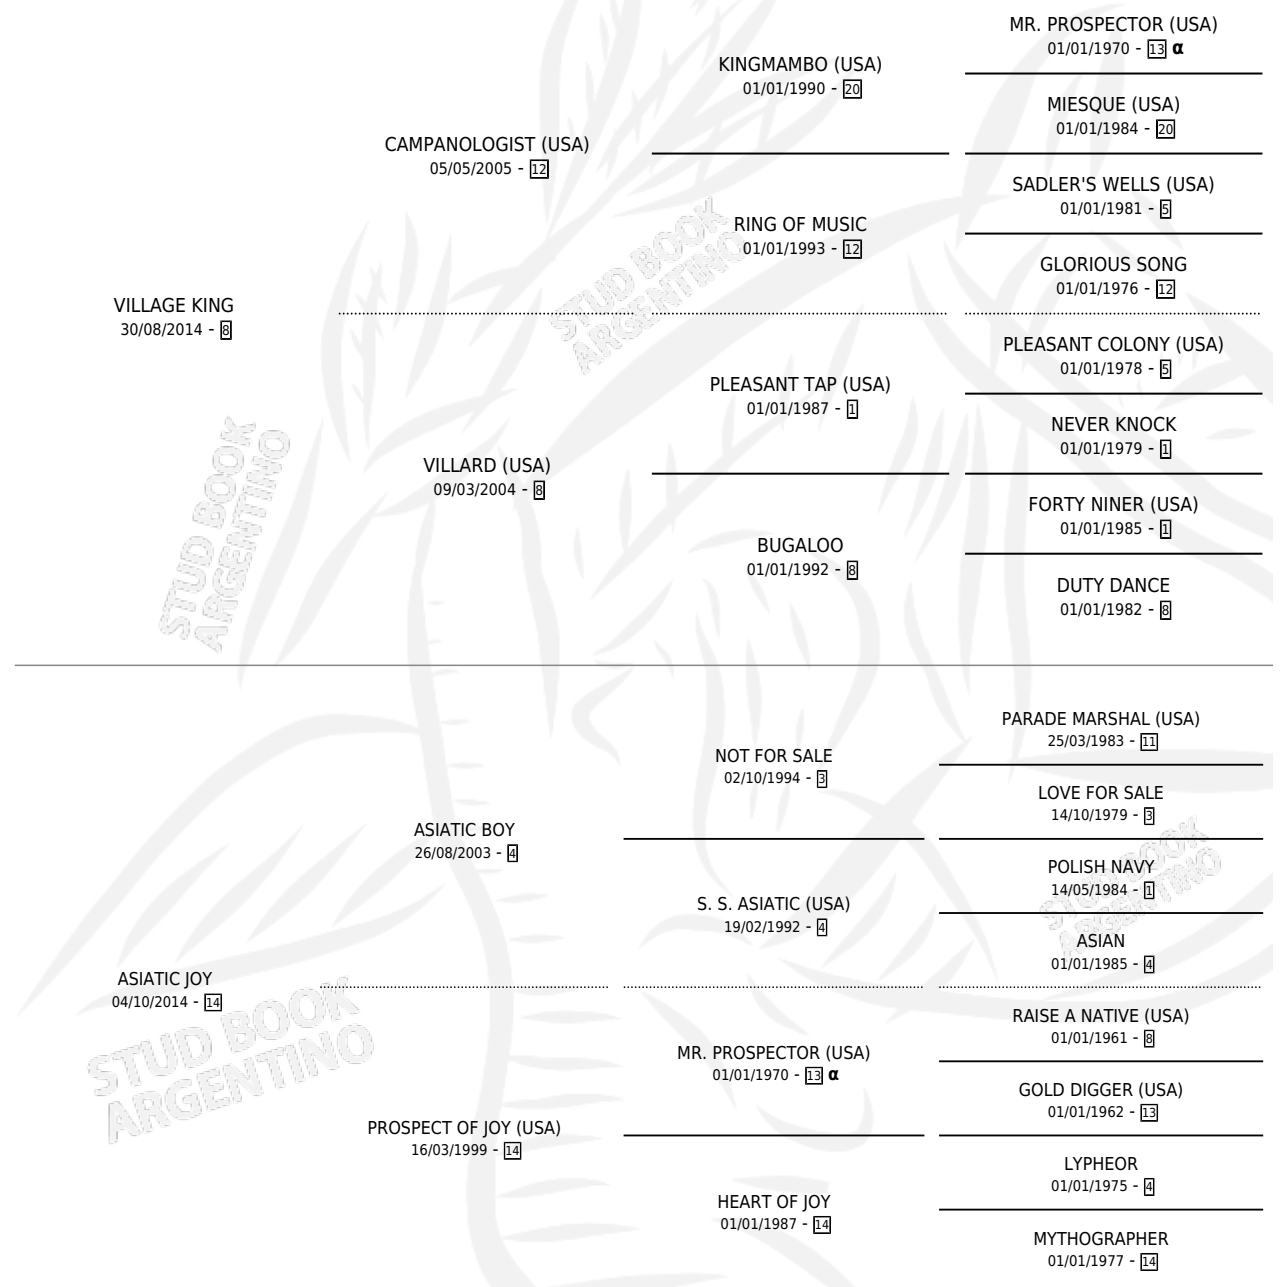 MR. PROSPECTOR (USA)
01/01/1970 - 13 α
KINGMAMBO (USA)
01/01/1990 - 20
MIESQUE (USA)
01/01/1984 - 20
CAMPANOLOGIST (USA)
05/05/2005 - 12
SADLER'S WELLS (USA)
01/01/1981 - 5
RING OF MUSIC
01/01/1993 - 12
GLORIOUS SONG
01/01/1976 - 12
VILLAGE KING
30/08/2014 - 8
PLEASANT COLONY (USA)
01/01/1978 - 5
PLEASANT TAP (USA)
01/01/1987 - 1
NEVER KNOCK
01/01/1979 - 1
VILLARD (USA)
09/03/2004 - 8
FORTY NINER (USA)
01/01/1985 - 1
BUGALOO
01/01/1992 - 8
DUTY DANCE
01/01/1982 - 8
PARADE MARSHAL (USA)
25/03/1983 - 11
NOT FOR SALE
02/10/1994 - 3
LOVE FOR SALE
14/10/1979 - 3
ASIATIC BOY
26/08/2003 - 4
POLISH NAVY
14/05/1984 - 1
S. S. ASIATIC (USA)
19/02/1992 - 4
ASIAN
01/01/1985 - 4
ASIATIC JOY
04/10/2014 - 14
RAISE A NATIVE (USA)
01/01/1961 - 8
MR. PROSPECTOR (USA)
01/01/1970 - 13 α
GOLD DIGGER (USA)
01/01/1962 - 13
PROSPECT OF JOY (USA)
16/03/1999 - 14
LYPHEOR
01/01/1975 - 4
HEART OF JOY
01/01/1987 - 14
MYTHOGRAPHER
01/01/1977 - 14
STUD BOOK
ARGENTINO
STUD BOOK
ARGENTINO
STUD BOOK
ARGENTINO
STUD BOOK
ARGENTINO